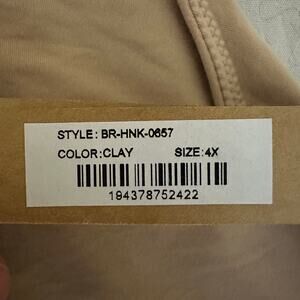 STYLE: BR-HNK-0657
COLOR:CLAY SIZE:4X
194378752422